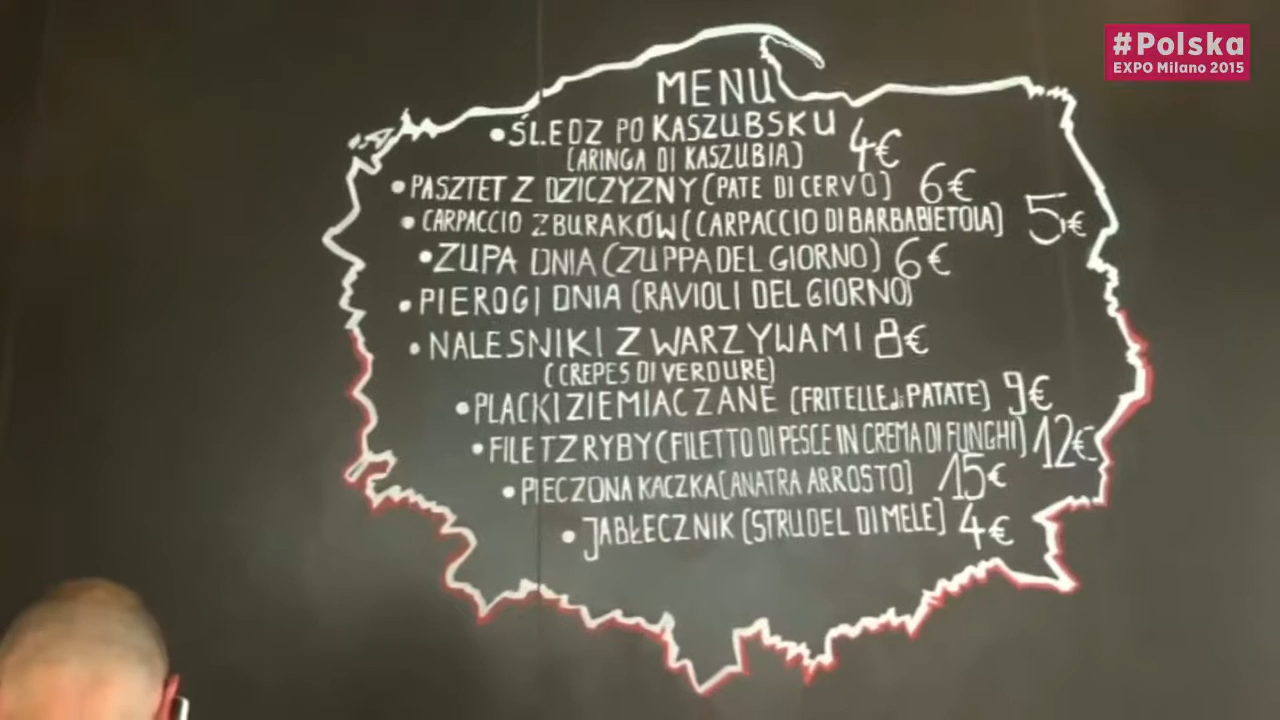 #Polska
EXPO Milano 2015
MENU
• ŚLEDZ PO KASZUBSKU 4€
(ARINGA DI KASZUBIA)
• PASZTET Z DZICZYZNY (PATE DI CERVO) 6€
• CARPACCIO Z BURAKÓW (CARPACCIO DI BARBABIETOLA) 5€
• ZUPA DNIA (ZUPPA DEL GIORNO) 6€
• PIEROGI DNIA (RAVIOLI DEL GIORNO)
• NALESNIKI Z WARZYWAMI 8€
(CREPES DI VERDURE)
• PLACKI ZIEMIACZANE (FRITELLE di PATATE) 9€
• FILET Z RYBY (FILETTO DI PESCE IN CREMA DI FUNGHI) 12€
• PIECZONA KACZKA (ANATRA ARROSTO) 15€
• JABŁECZNIK (STRUDEL DI MELE) 4€